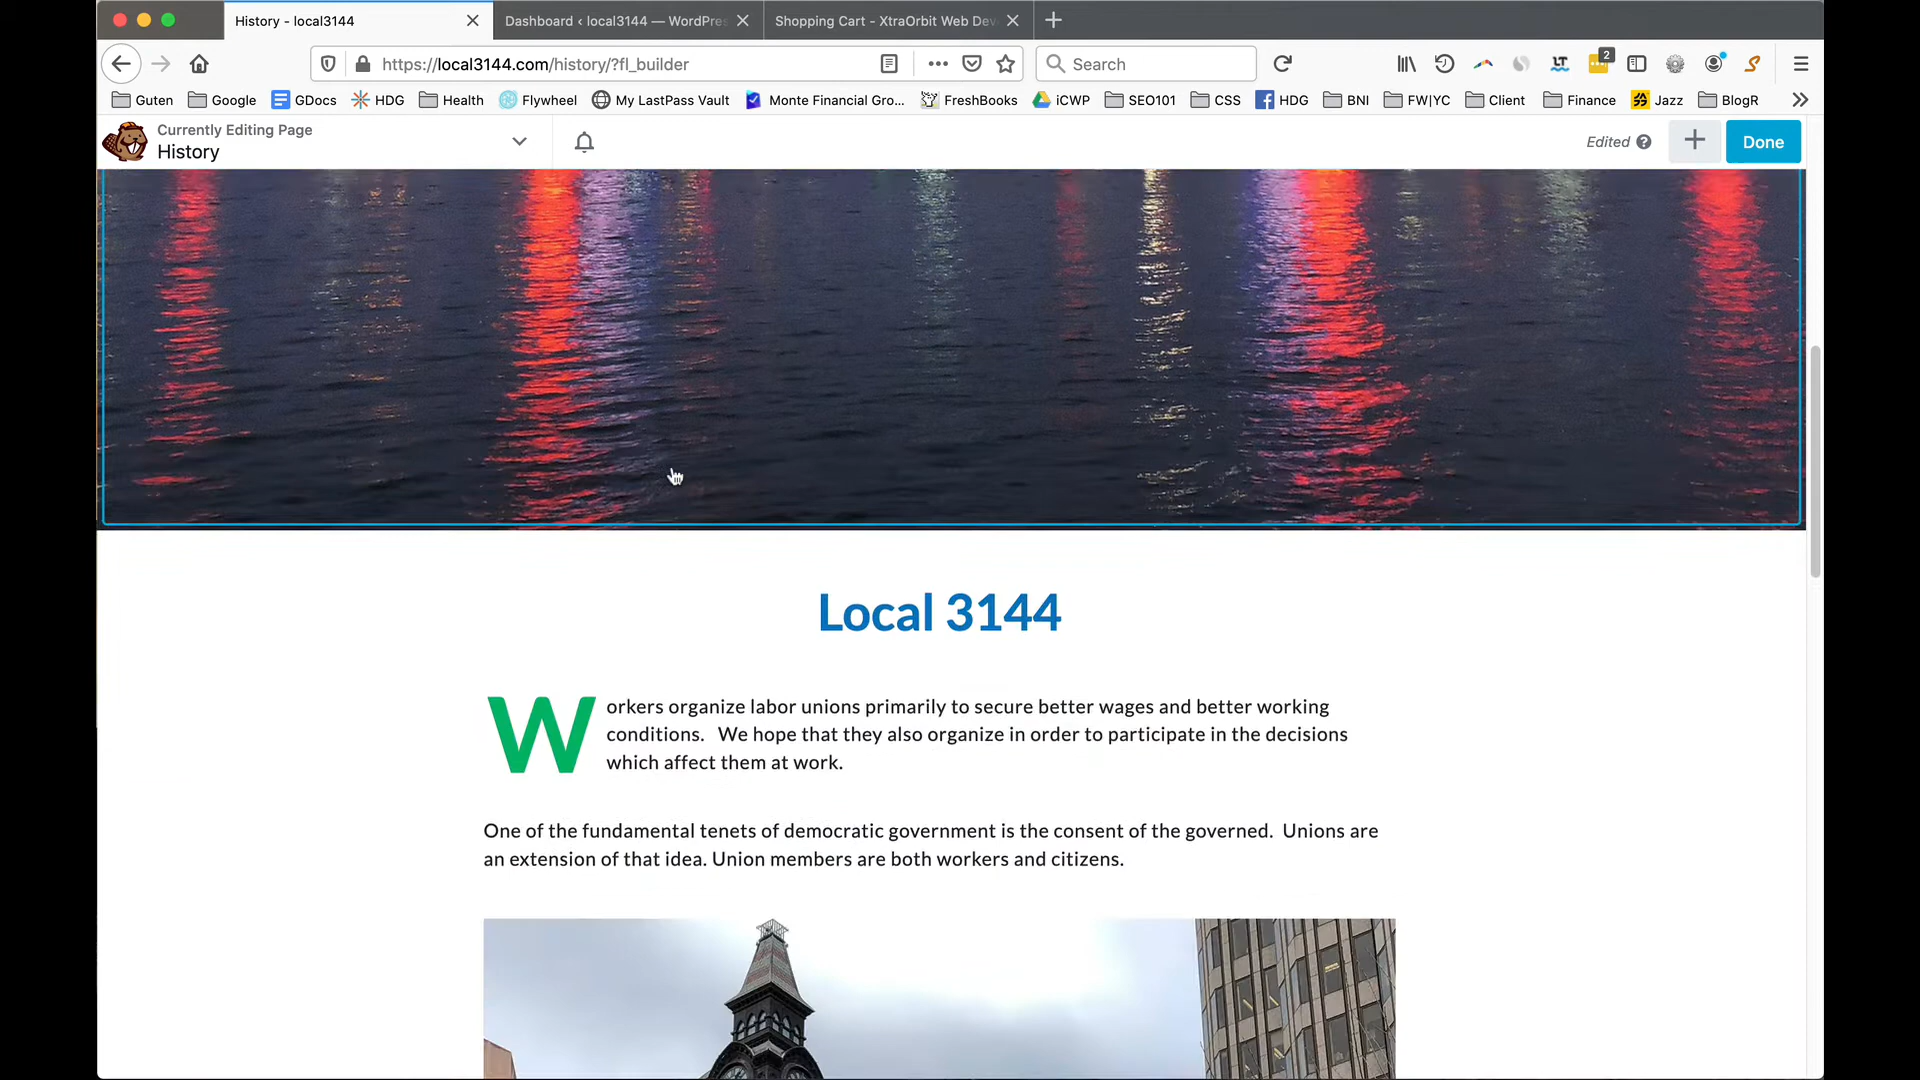 History - local3144
Dashboard ‹ local3144 — WordPres
Shopping Cart - XtraOrbit Web Dev
https://local3144.com/history/?fl_builder
Search
2
Guten
Google
GDocs
HDG
Health
Flywheel
My LastPass Vault
Monte Financial Gro...
FreshBooks
iCWP
SEO101
CSS
HDG
BNI
FW|YC
Client
Finance
Jazz
BlogR
Currently Editing Page
History
Edited
Done
Local 3144
Workers organize labor unions primarily to secure better wages and better working
conditions. We hope that they also organize in order to participate in the decisions
which affect them at work.
One of the fundamental tenets of democratic government is the consent of the governed. Unions are
an extension of that idea. Union members are both workers and citizens.